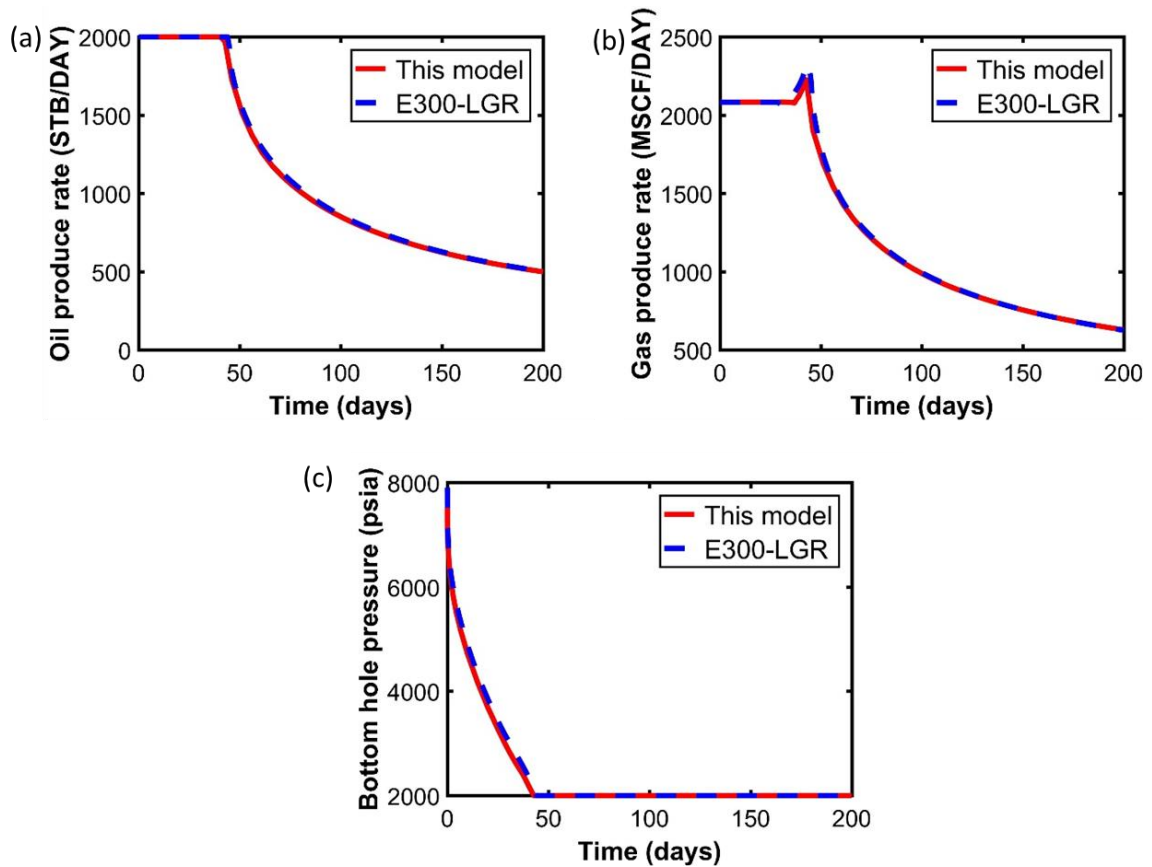 (a)
Oil produce rate (STB/DAY)
2000
1500
1000
500
0
0 50 100 150 200
Time (days)
This model
E300-LGR
(b)
Gas produce rate (MSCF/DAY)
2500
2000
1500
1000
500
0 50 100 150 200
Time (days)
This model
E300-LGR
(c)
Bottom hole pressure (psia)
8000
6000
4000
2000
0 50 100 150 200
Time (days)
This model
E300-LGR